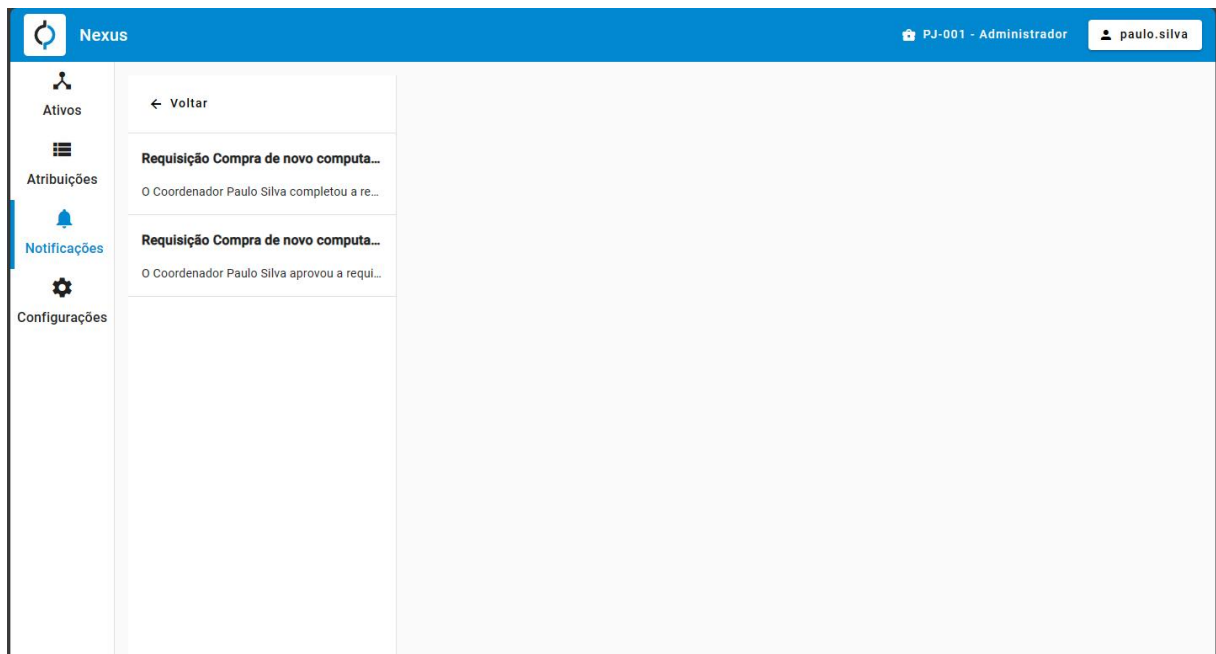 Nexus
PJ-001 - Administrador
paulo.silva
Ativos
Atribuições
Notificações
Configurações
← Voltar
Requisição Compra de novo computa...
O Coordenador Paulo Silva completou a re...
Requisição Compra de novo computa...
O Coordenador Paulo Silva aprovou a requi...